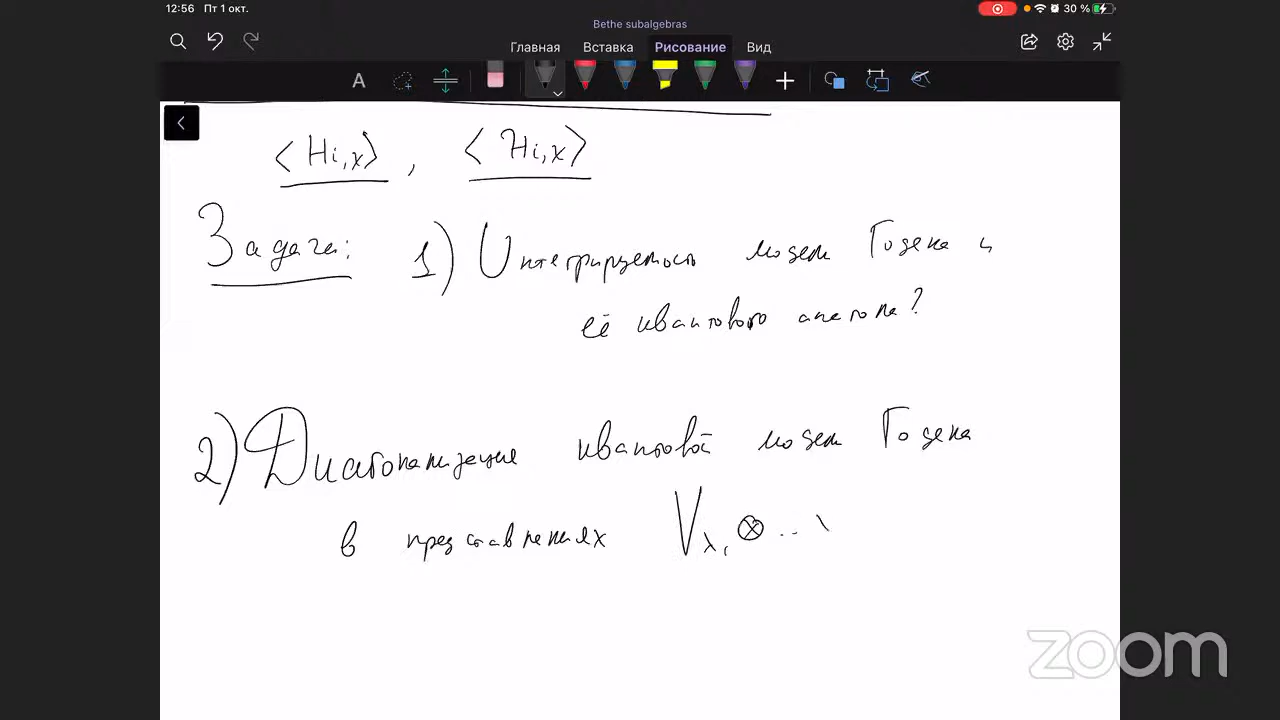 12:56 Пт 1 окт.
30 %
Bethe subalgebras
Главная Вставка Рисование Вид
A
< Hi,χ > , < ℋi,χ >
Задачи: 1) Интегрируемость модели Годена и
её квантового аналога?
2) Диагонализация квантовой модели Годена
в представлениях V_λ₁ ⊗ ...
zoom